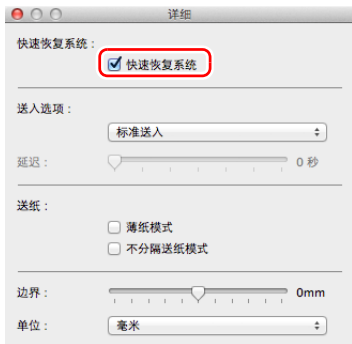 详细
快速恢复系统：
快速恢复系统
送入选项：
标准送入
延迟： 0 秒
送纸：
薄纸模式
不分隔送纸模式
边界： 0mm
单位： 毫米